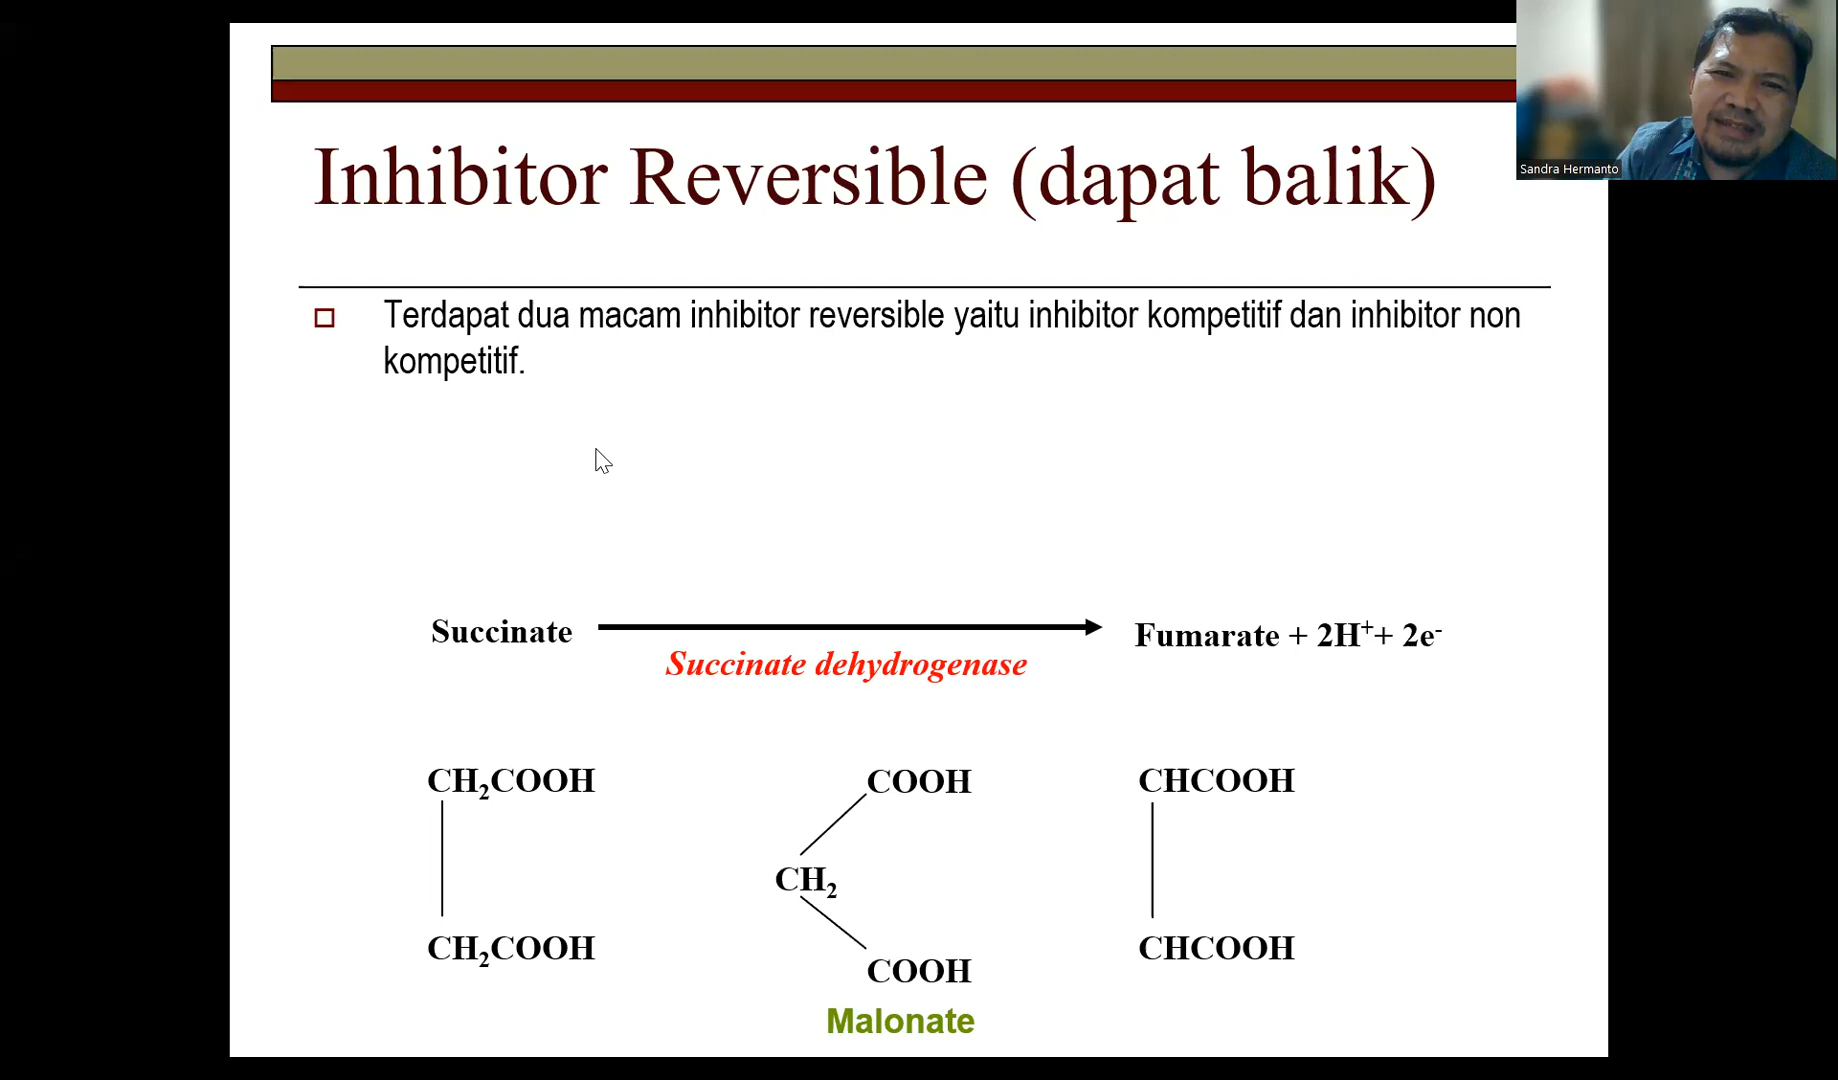 Inhibitor Reversible (dapat balik)
Sandra Hermanto
Terdapat dua macam inhibitor reversible yaitu inhibitor kompetitif dan inhibitor non
kompetitif.
Succinate
Succinate dehydrogenase
Fumarate + 2H⁺+ 2e⁻
CH₂COOH
CH₂COOH
COOH
CH₂
COOH
Malonate
CHCOOH
CHCOOH